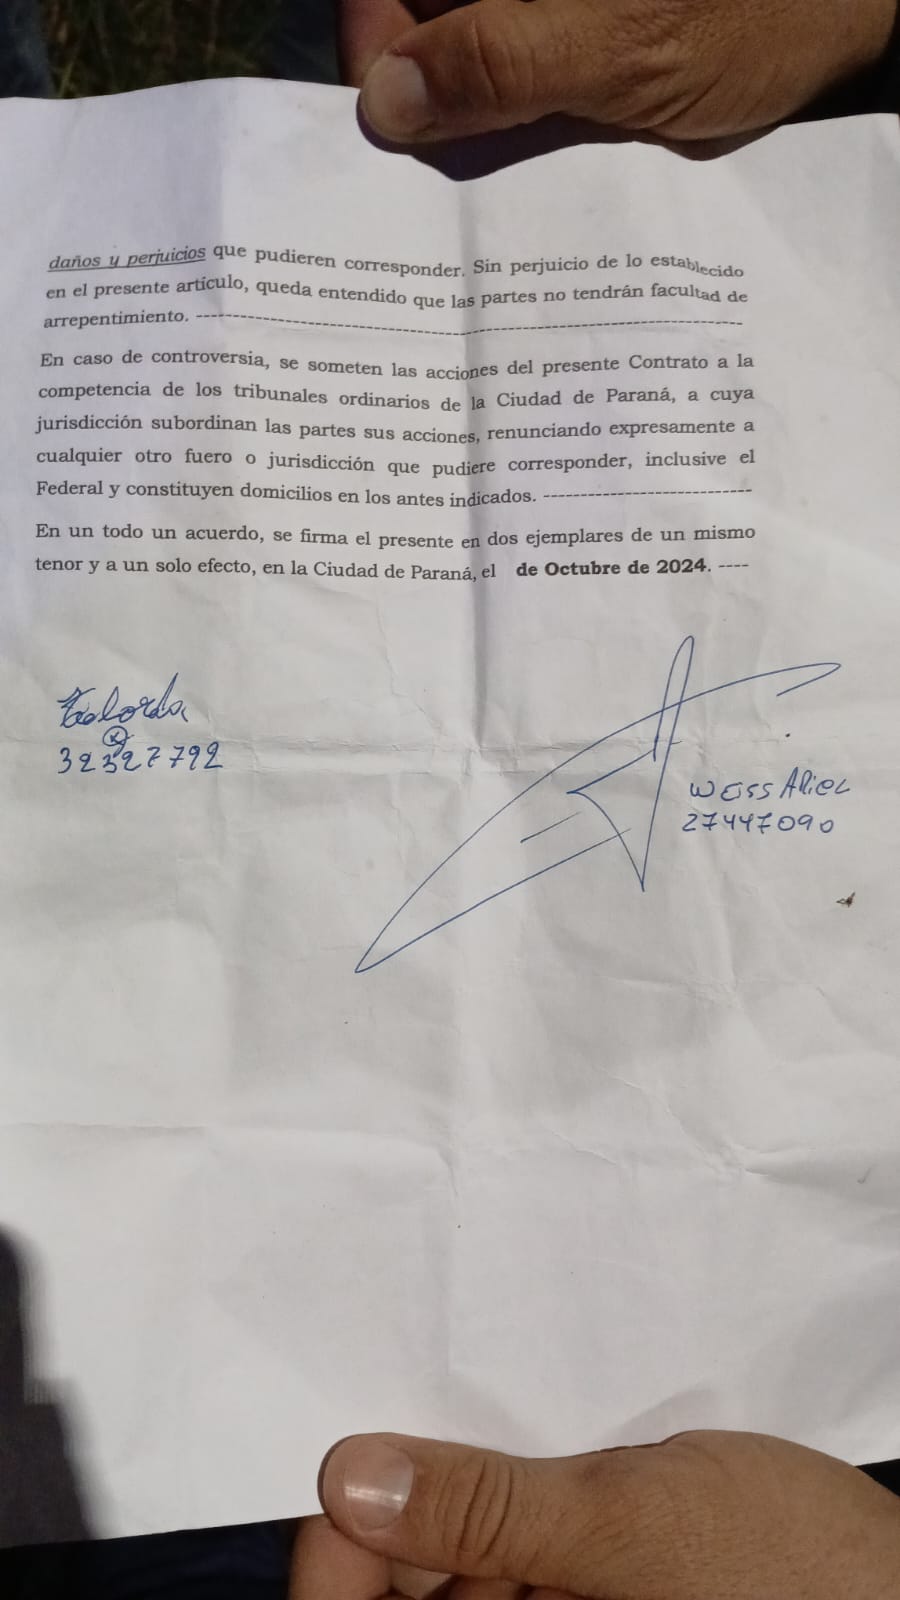 daños y perjuicios que pudieren corresponder. Sin perjuicio de lo establecido
en el presente artículo, queda entendido que las partes no tendrán facultad de
arrepentimiento. ----------------------------------------------------------------------
En caso de controversia, se someten las acciones del presente Contrato a la
competencia de los tribunales ordinarios de la Ciudad de Paraná, a cuya
jurisdicción subordinan las partes sus acciones, renunciando expresamente a
cualquier otro fuero o jurisdicción que pudiere corresponder, inclusive el
Federal y constituyen domicilios en los antes indicados. ----------------------------
En un todo un acuerdo, se firma el presente en dos ejemplares de un mismo
tenor y a un solo efecto, en la Ciudad de Paraná, el de Octubre de 2024. ----
32327792
WEISS ARIEL
27447090